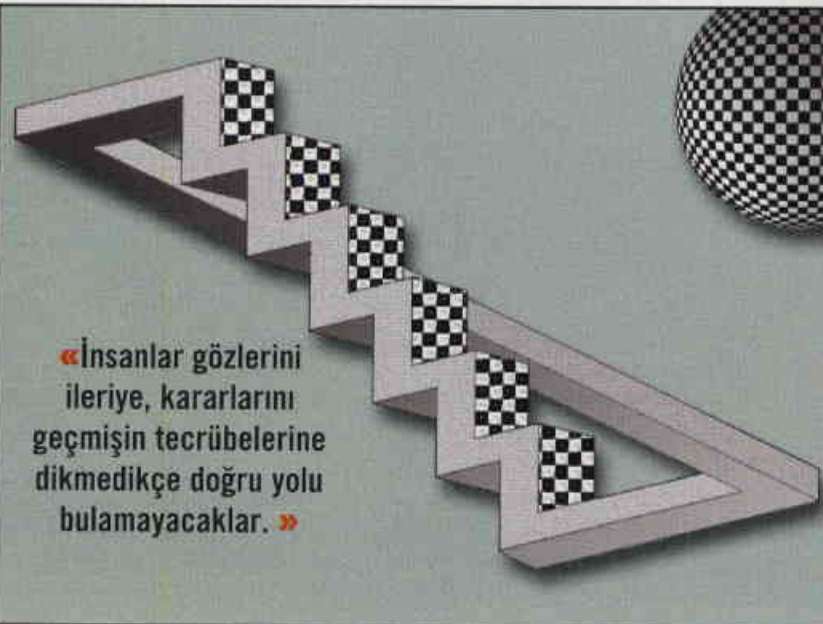 «İnsanlar gözlerini
ileriye, kararlarını
geçmişin tecrübelerine
dikmedikçe doğru yolu
bulamayacaklar. »